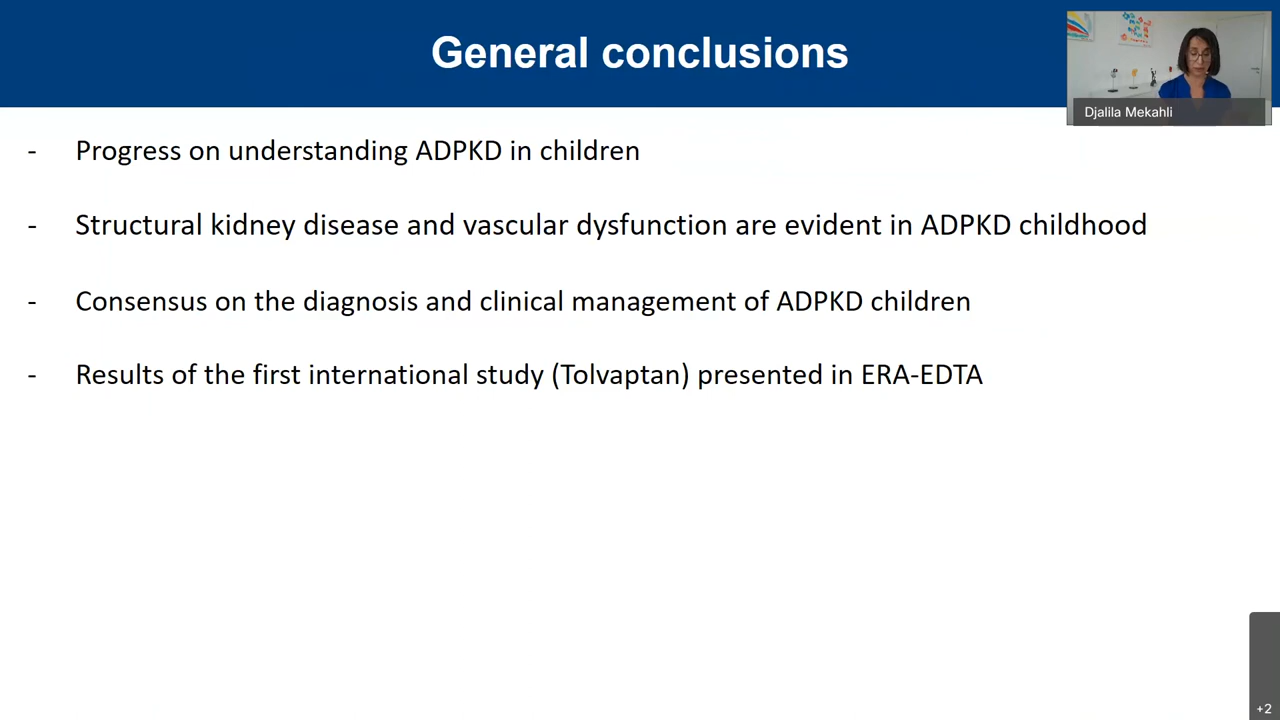 General conclusions
Djalila Mekahli
- Progress on understanding ADPKD in children
- Structural kidney disease and vascular dysfunction are evident in ADPKD childhood
- Consensus on the diagnosis and clinical management of ADPKD children
- Results of the first international study (Tolvaptan) presented in ERA-EDTA
+2